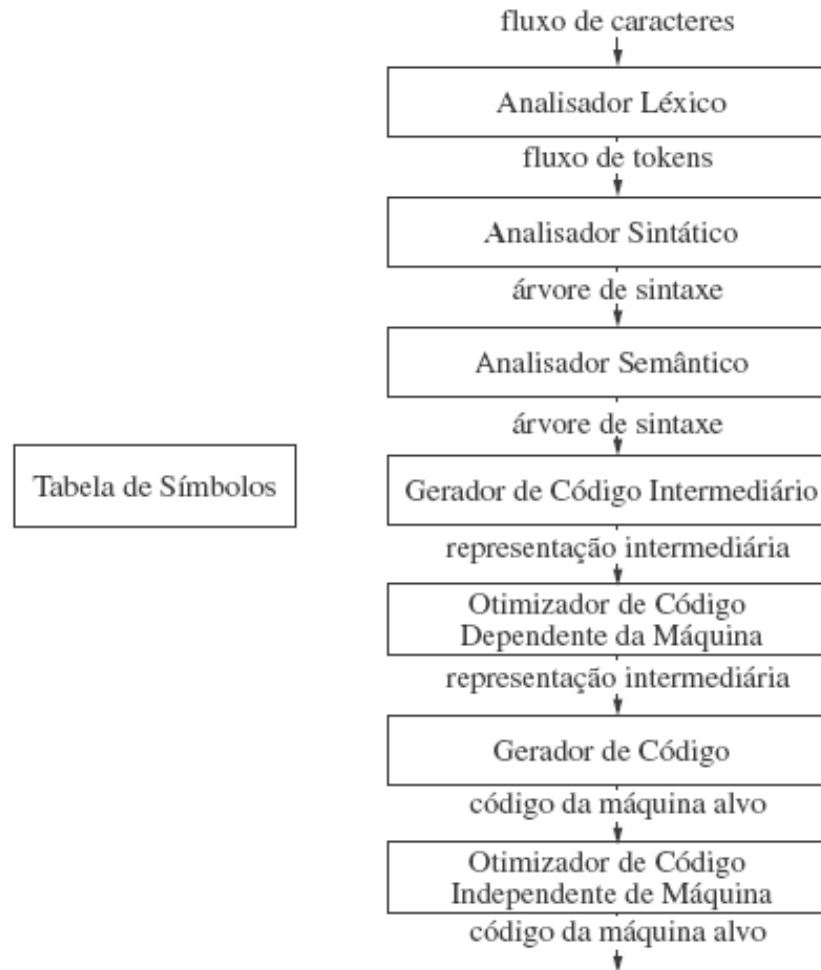 fluxo de caracteres
Analisador Léxico
fluxo de tokens
Analisador Sintático
árvore de sintaxe
Analisador Semântico
árvore de sintaxe
Tabela de Símbolos
Gerador de Código Intermediário
representação intermediária
Otimizador de Código
Dependente da Máquina
representação intermediária
Gerador de Código
código da máquina alvo
Otimizador de Código
Independente de Máquina
código da máquina alvo